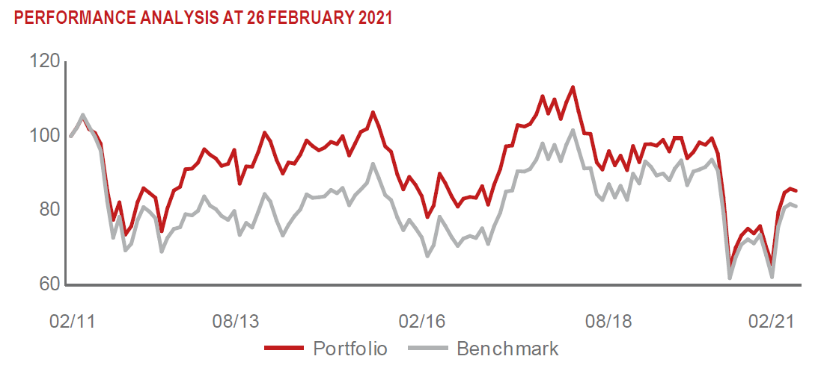 PERFORMANCE ANALYSIS AT 26 FEBRUARY 2021
120
100
80
60
02/11 08/13 02/16 08/18 02/21
Portfolio Benchmark